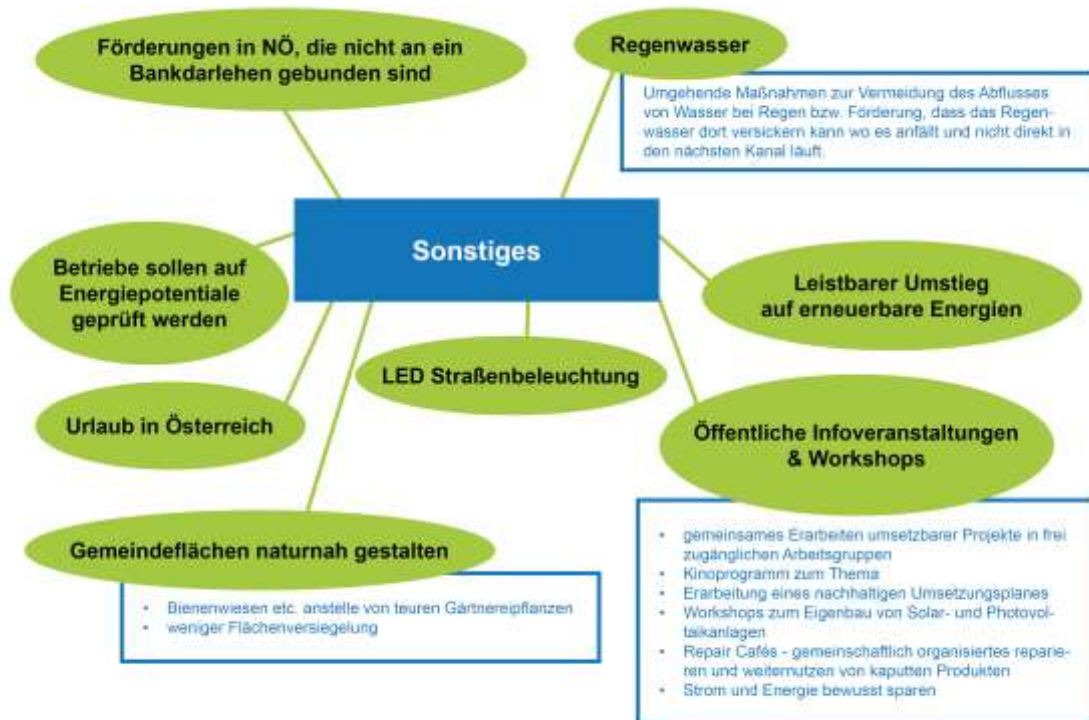 Förderungen in NÖ, die nicht an ein
Bankdarlehen gebunden sind
Regenwasser
Umgehende Maßnahmen zur Vermeidung des Abflusses
von Wasser bei Regen bzw. Förderung, dass das Regen-
wasser dort versickern kann wo es anfällt und nicht direkt in
den nächsten Kanal läuft.
Sonstiges
Betriebe sollen auf
Energiepotentiale
geprüft werden
Leistbarer Umstieg
auf erneuerbare Energien
LED Straßenbeleuchtung
Urlaub in Österreich
Öffentliche Infoveranstaltungen
& Workshops
Gemeindeflächen naturnah gestalten
• Bienenwiesen etc. anstelle von teuren Gärtnereipflanzen
• weniger Flächenversiegelung
• gemeinsames Erarbeiten umsetzbarer Projekte in frei
zugänglichen Arbeitsgruppen
• Kinoprogramm zum Thema
• Erarbeitung eines nachhaltigen Umsetzungsplanes
• Workshops zum Eigenbau von Solar- und Photovol-
taikanlagen
• Repair Cafés - gemeinschaftlich organisiertes reparie-
ren und weiternutzen von kaputten Produkten
• Strom und Energie bewusst sparen